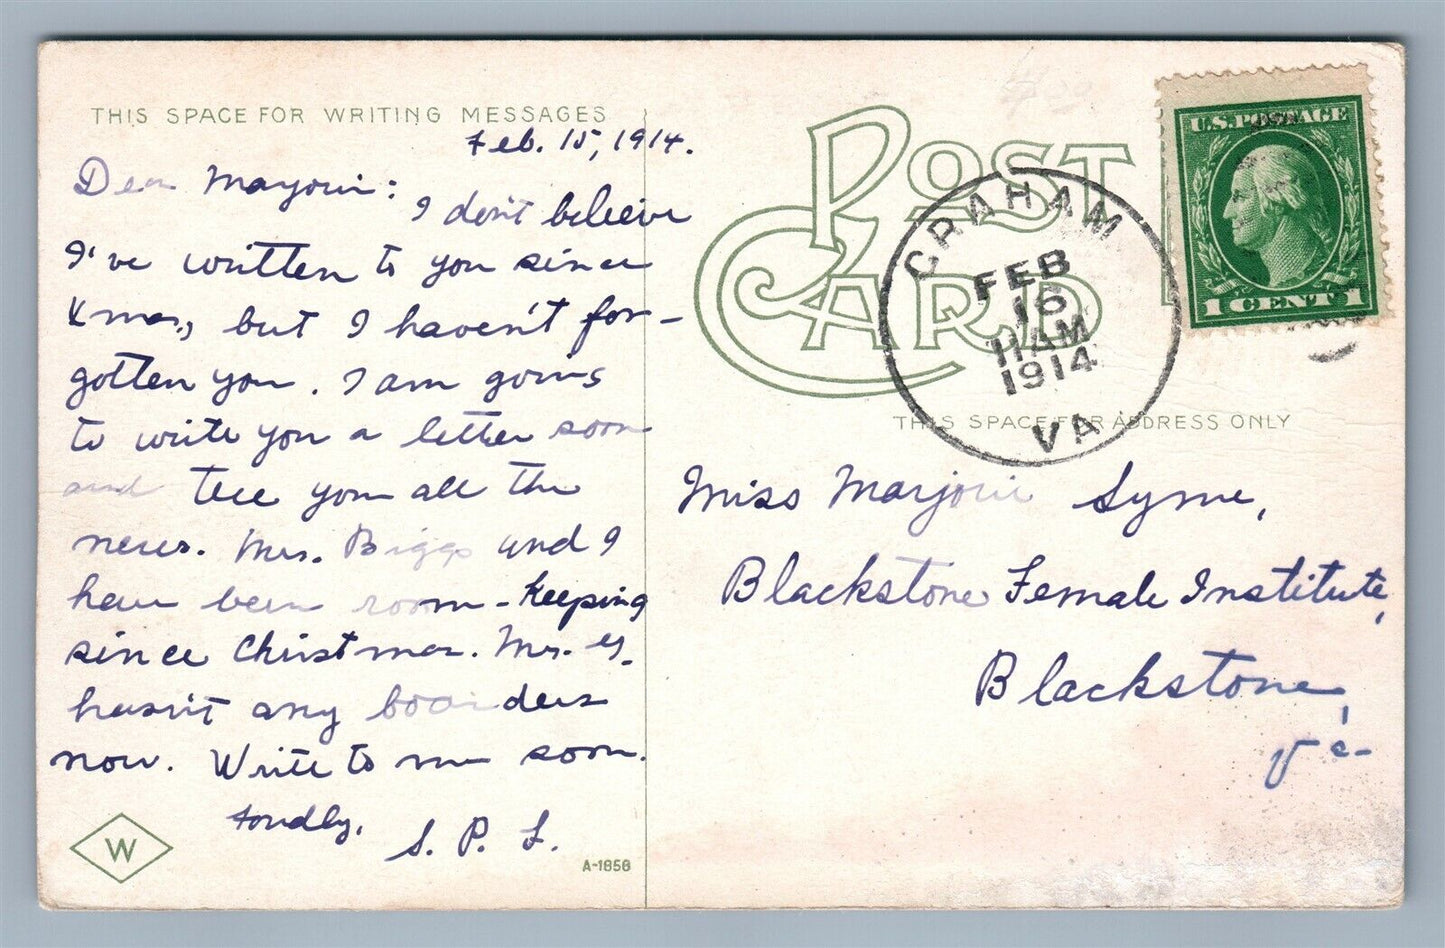 THIS SPACE FOR WRITING MESSAGES
Feb. 15, 1914.
Dear Marjorie:
I don't believe
I've written to you since
Xmas, but I haven't for-
gotten you. I am going
to write you a letter soon
and tell you all the
news. Mrs. Biggs and I
have been room-keeping
since Christmas. Mrs. G.
hasn't any boarders
now. Write to me soon.
Fondly,
S. P. L.
W
A-1656
POST
CARD
THIS SPACE FOR ADDRESS ONLY
GRAHAM
FEB
16
11 AM
1914
VA
U.S. POSTAGE
1 CENT 1
Miss Marjorie Syme,
Blackstone Female Institute,
Blackstone,
Va.